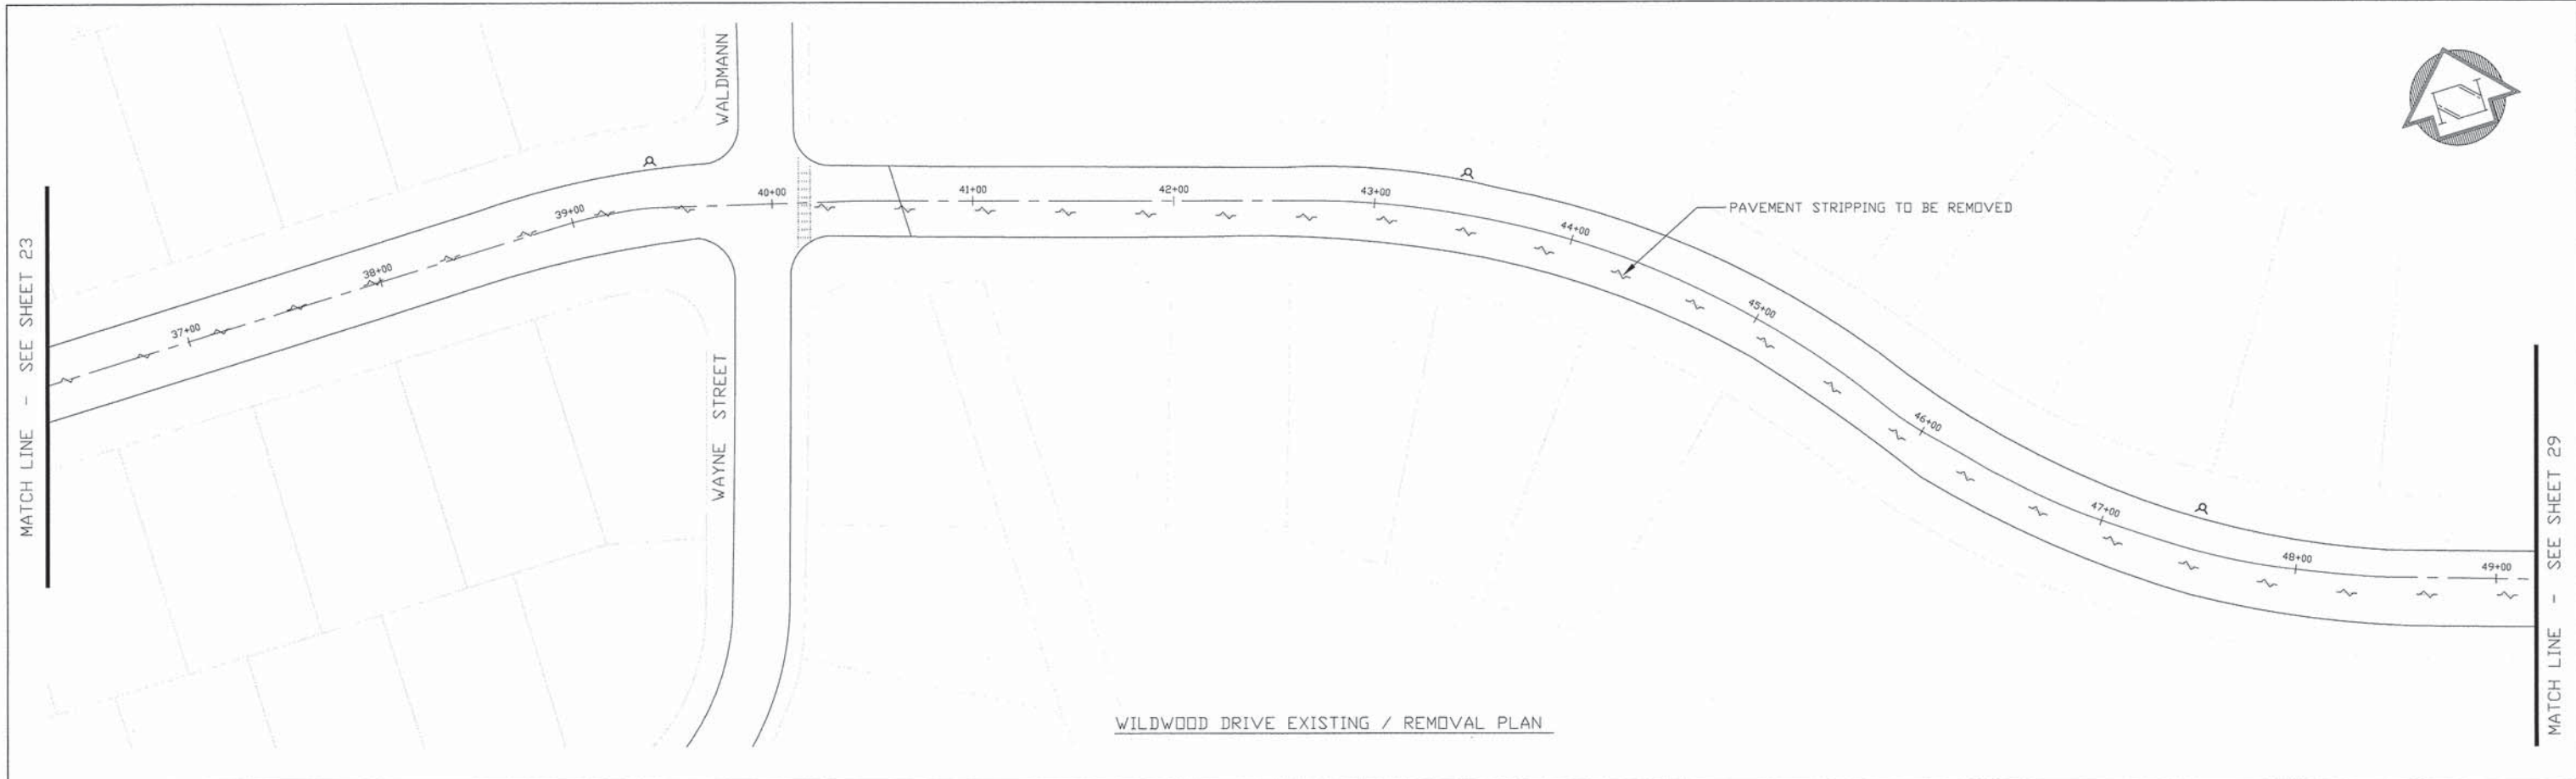 WALDMANN
40+00
41+00
42+00
43+00
39+00
PAVEMENT STRIPPING TO BE REMOVED
44+00
38+00
45+00
37+00
46+00
MATCH LINE - SEE SHEET 23
WAYNE STREET
47+00
48+00
49+00
MATCH LINE - SEE SHEET 29
WILDWOOD DRIVE EXISTING / REMOVAL PLAN
N